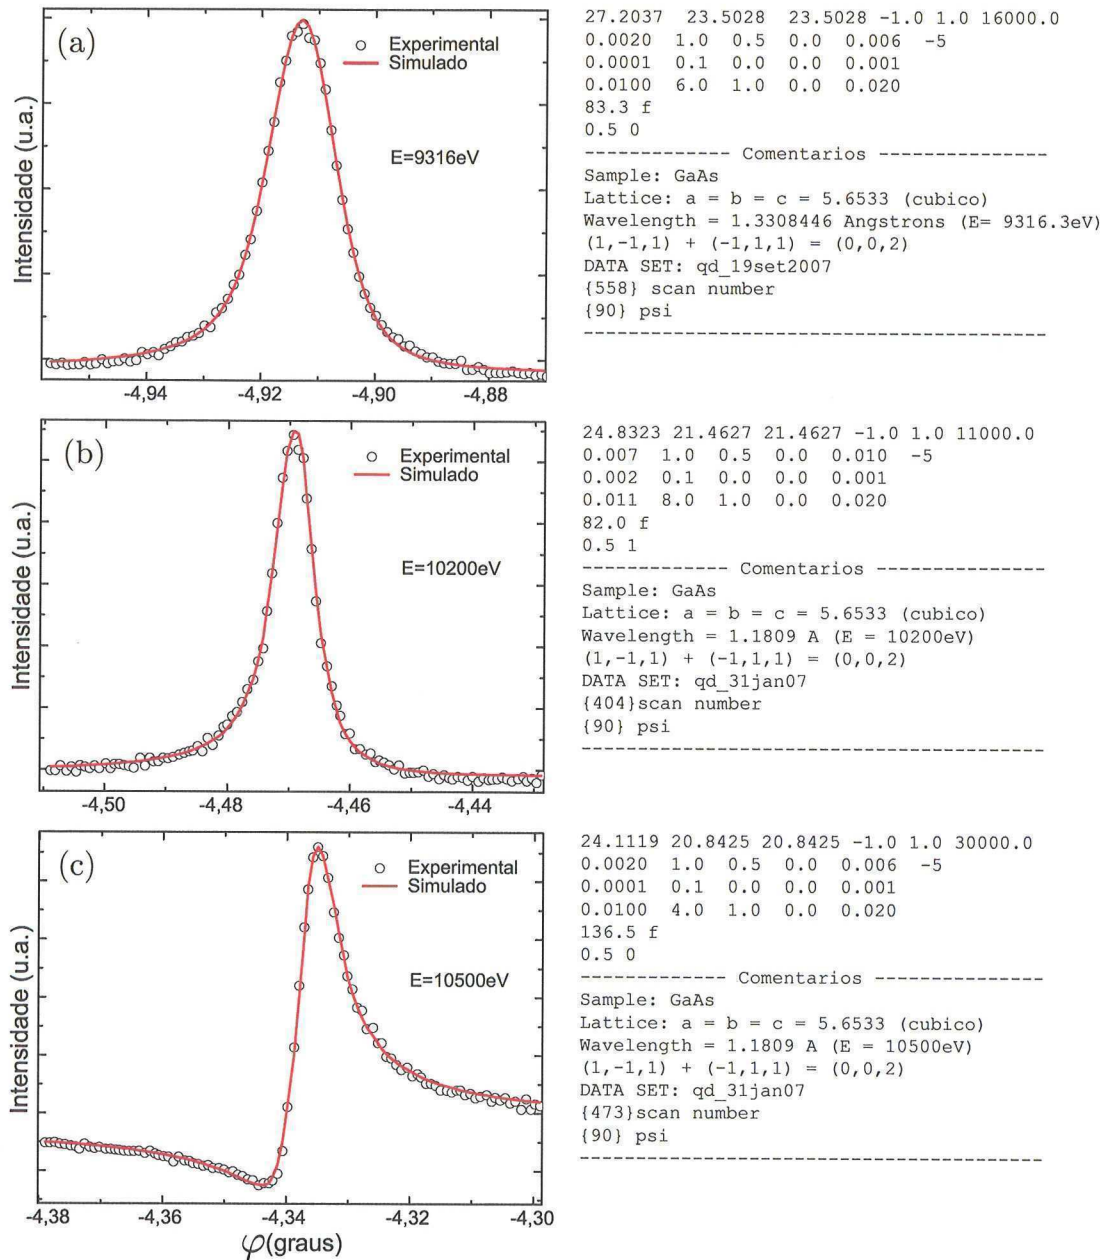 (a)
Experimental
Simulado
E=9316eV
Intensidade (u.a.)
-4,94 -4,92 -4,90 -4,88
27.2037 23.5028 23.5028 -1.0 1.0 16000.0
0.0020 1.0 0.5 0.0 0.006 -5
0.0001 0.1 0.0 0.0 0.001
0.0100 6.0 1.0 0.0 0.020
83.3 f
0.5 0
------------- Comentarios ---------------
Sample: GaAs
Lattice: a = b = c = 5.6533 (cubico)
Wavelength = 1.3308446 Angstrons (E= 9316.3eV)
(1,-1,1) + (-1,1,1) = (0,0,2)
DATA SET: qd_19set2007
{558} scan number
{90} psi
-----------------------------------------
(b)
Experimental
Simulado
E=10200eV
Intensidade (u.a.)
-4,50 -4,48 -4,46 -4,44
24.8323 21.4627 21.4627 -1.0 1.0 11000.0
0.007 1.0 0.5 0.0 0.010 -5
0.002 0.1 0.0 0.0 0.001
0.011 8.0 1.0 0.0 0.020
82.0 f
0.5 1
------------- Comentarios ---------------
Sample: GaAs
Lattice: a = b = c = 5.6533 (cubico)
Wavelength = 1.1809 A (E = 10200eV)
(1,-1,1) + (-1,1,1) = (0,0,2)
DATA SET: qd_31jan07
{404}scan number
{90} psi
-----------------------------------------
(c)
Experimental
Simulado
E=10500eV
Intensidade (u.a.)
-4,38 -4,36 -4,34 -4,32 -4,30
φ(graus)
24.1119 20.8425 20.8425 -1.0 1.0 30000.0
0.0020 1.0 0.5 0.0 0.006 -5
0.0001 0.1 0.0 0.0 0.001
0.0100 4.0 1.0 0.0 0.020
136.5 f
0.5 0
------------- Comentarios ---------------
Sample: GaAs
Lattice: a = b = c = 5.6533 (cubico)
Wavelength = 1.1809 A (E = 10500eV)
(1,-1,1) + (-1,1,1) = (0,0,2)
DATA SET: qd_31jan07
{473}scan number
{90} psi
-----------------------------------------